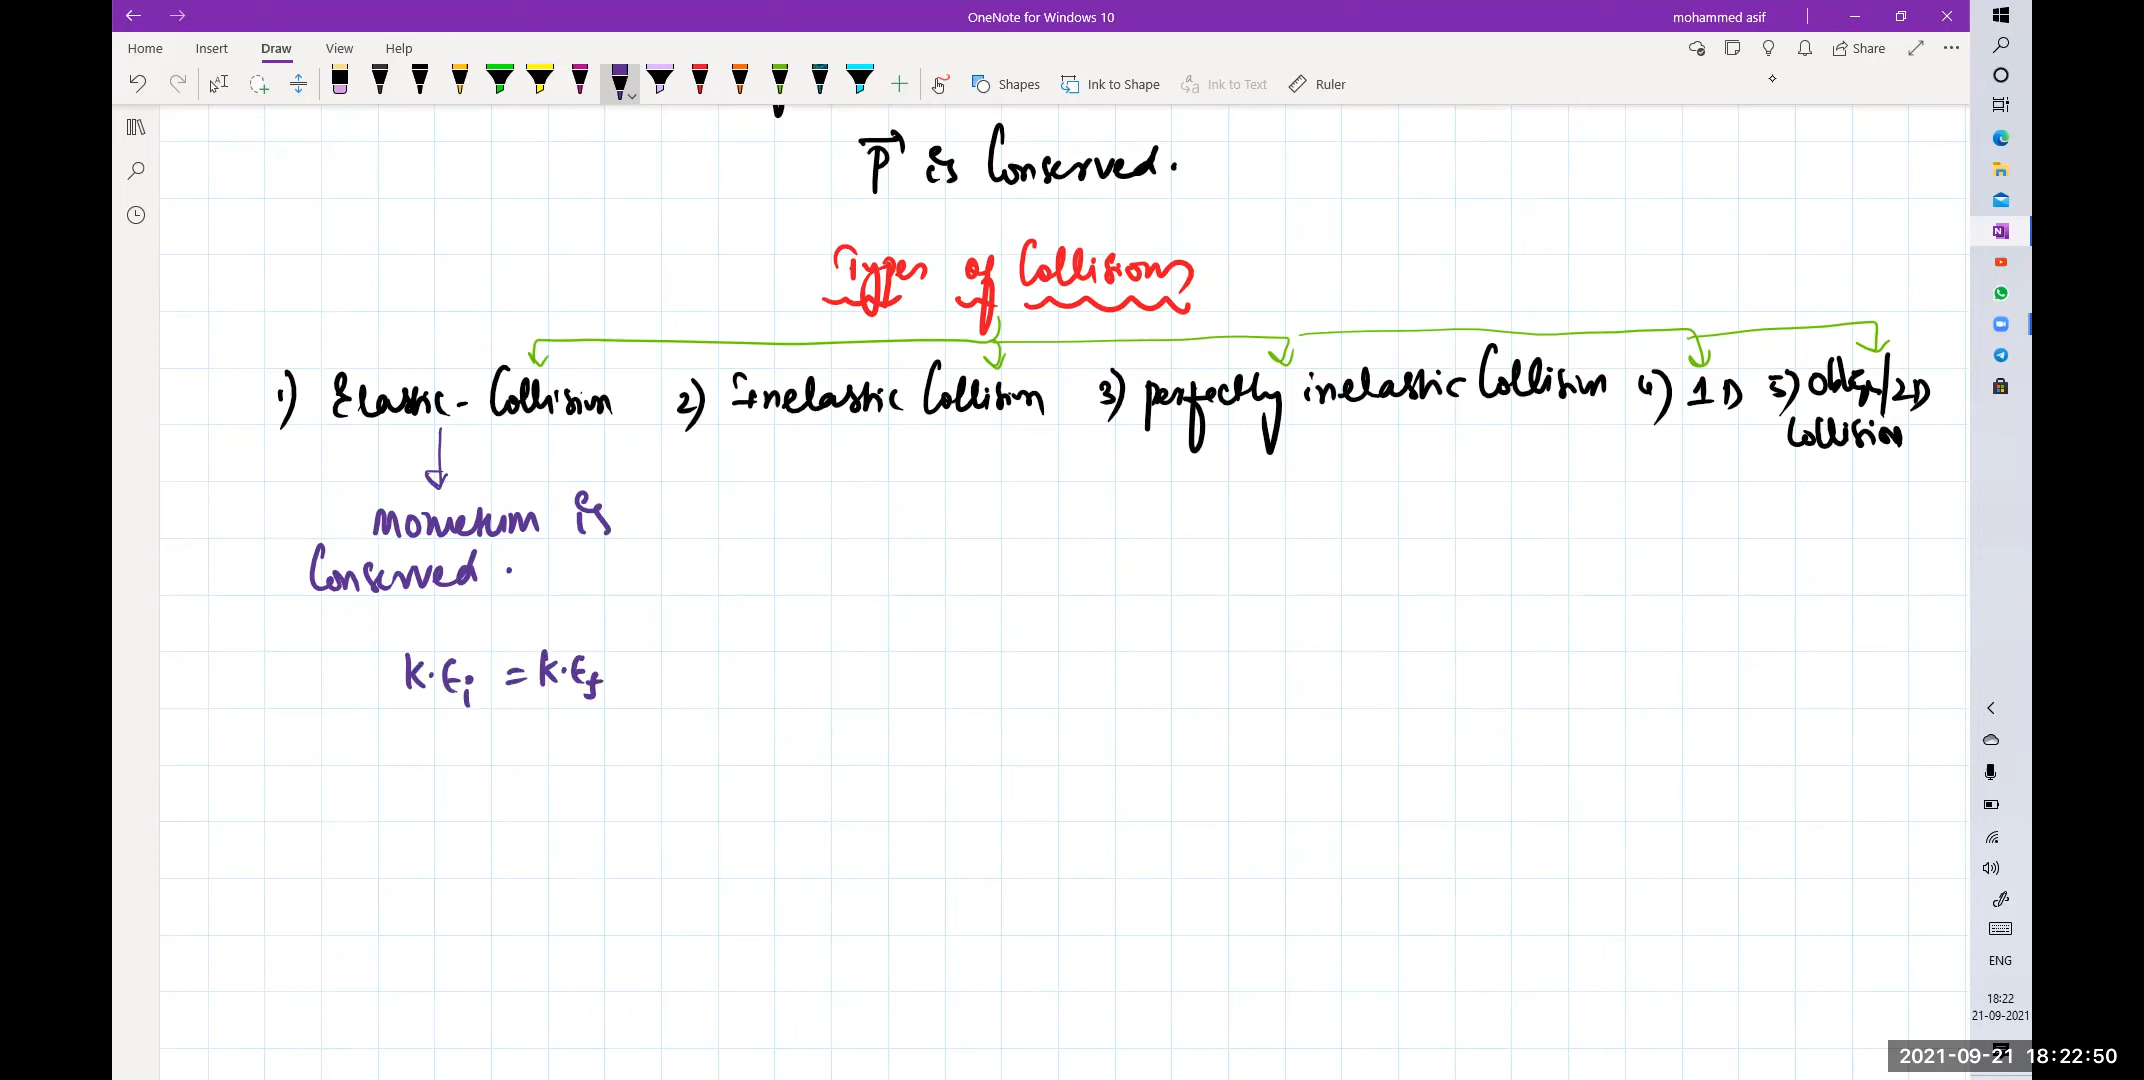 OneNote for Windows 10
mohammed asif
Home Insert Draw View Help
Share
Shapes Ink to Shape Ink to Text Ruler
P is Conserved.
Types of Collisions
1) Elastic - Collision 2) Inelastic Collision 3) perfectly inelastic Collision 4) 1D 5) /2D
Collision
Momentum is
Conserved.
K.Ei = K.Ef
ENG
18:22
21-09-2021
2021-09-21 18:22:50